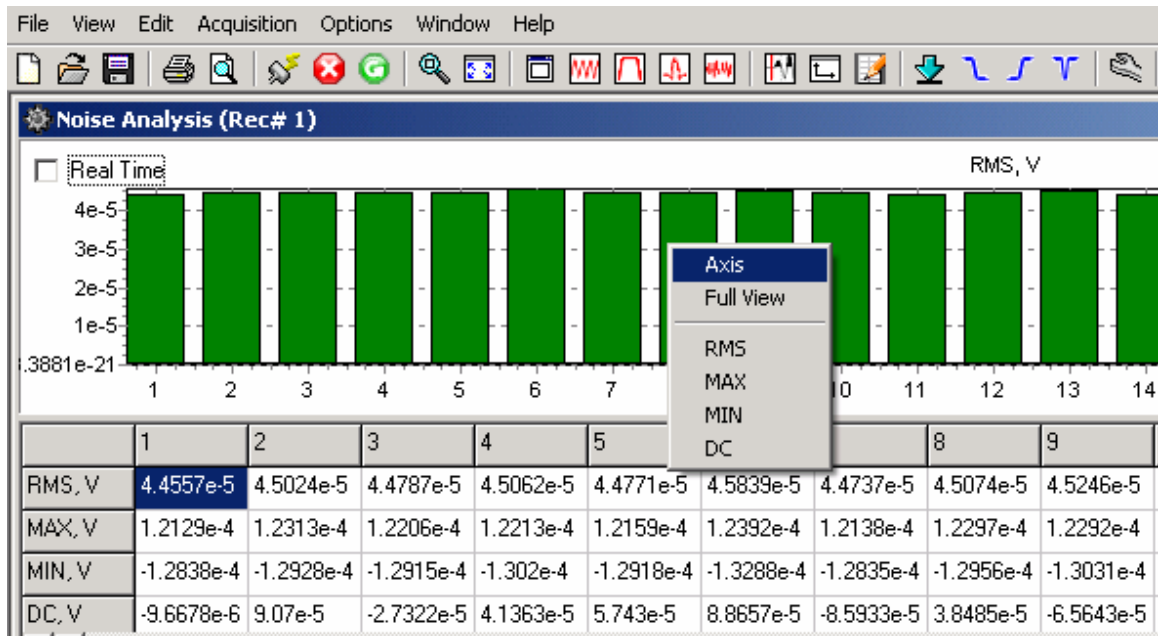 File View Edit Acquisition Options Window Help
Noise Analysis (Rec# 1)
Real Time
RMS, V
4e-5
3e-5
2e-5
1e-5
.3881e-21
1 2 3 4 5 6 7 10 11 12 13 14
Axis
Full View
RMS
MAX
MIN
DC
1 2 3 4 5 8 9
RMS, V 4.4557e-5 4.5024e-5 4.4787e-5 4.5062e-5 4.4771e-5 4.5839e-5 4.4737e-5 4.5074e-5 4.5246e-5
MAX, V 1.2129e-4 1.2313e-4 1.2206e-4 1.2213e-4 1.2159e-4 1.2392e-4 1.2138e-4 1.2297e-4 1.2292e-4
MIN, V -1.2838e-4 -1.2928e-4 -1.2915e-4 -1.302e-4 -1.2918e-4 -1.3288e-4 -1.2835e-4 -1.2956e-4 -1.3031e-4
DC, V -9.6678e-6 9.07e-5 -2.7322e-5 4.1363e-5 5.743e-5 8.8657e-5 -8.5933e-5 3.8485e-5 -6.5643e-5